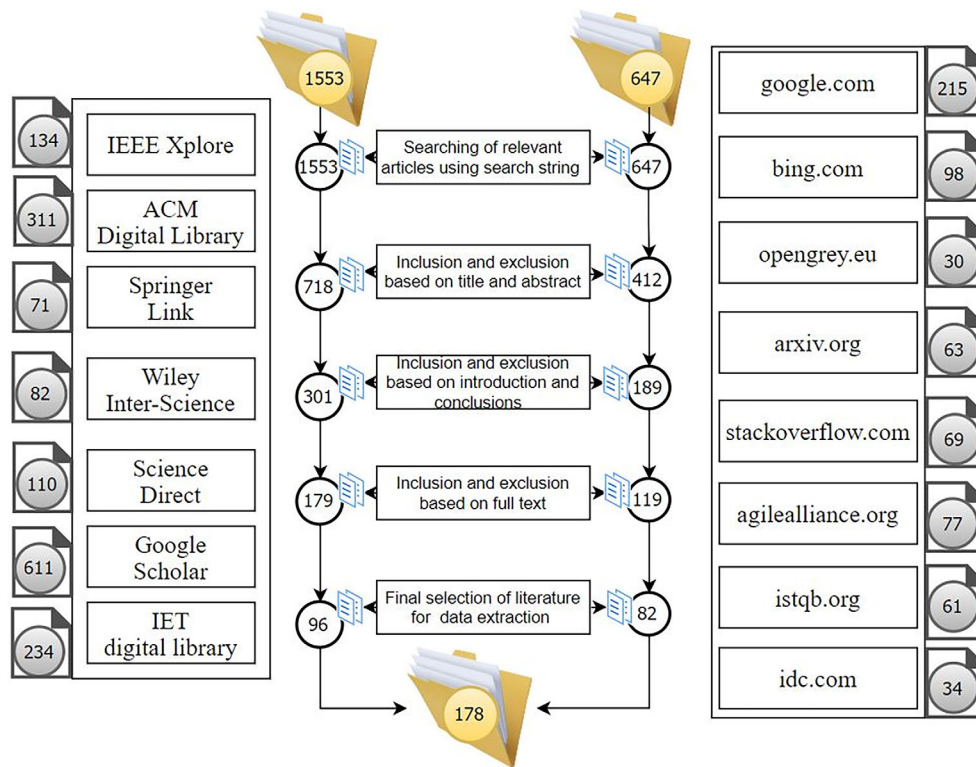 1553
647
134
IEEE Xplore
311
ACM
Digital Library
71
Springer
Link
82
Wiley
Inter-Science
110
Science
Direct
611
Google
Scholar
234
IET
digital library
1553
Searching of relevant
articles using search string
647
718
Inclusion and exclusion
based on title and abstract
412
301
Inclusion and exclusion
based on introduction and
conclusions
189
179
Inclusion and exclusion
based on full text
119
96
Final selection of literature
for data extraction
82
178
google.com
215
bing.com
98
opengrey.eu
30
arxiv.org
63
stackoverflow.com
69
agilealliance.org
77
istqb.org
61
idc.com
34